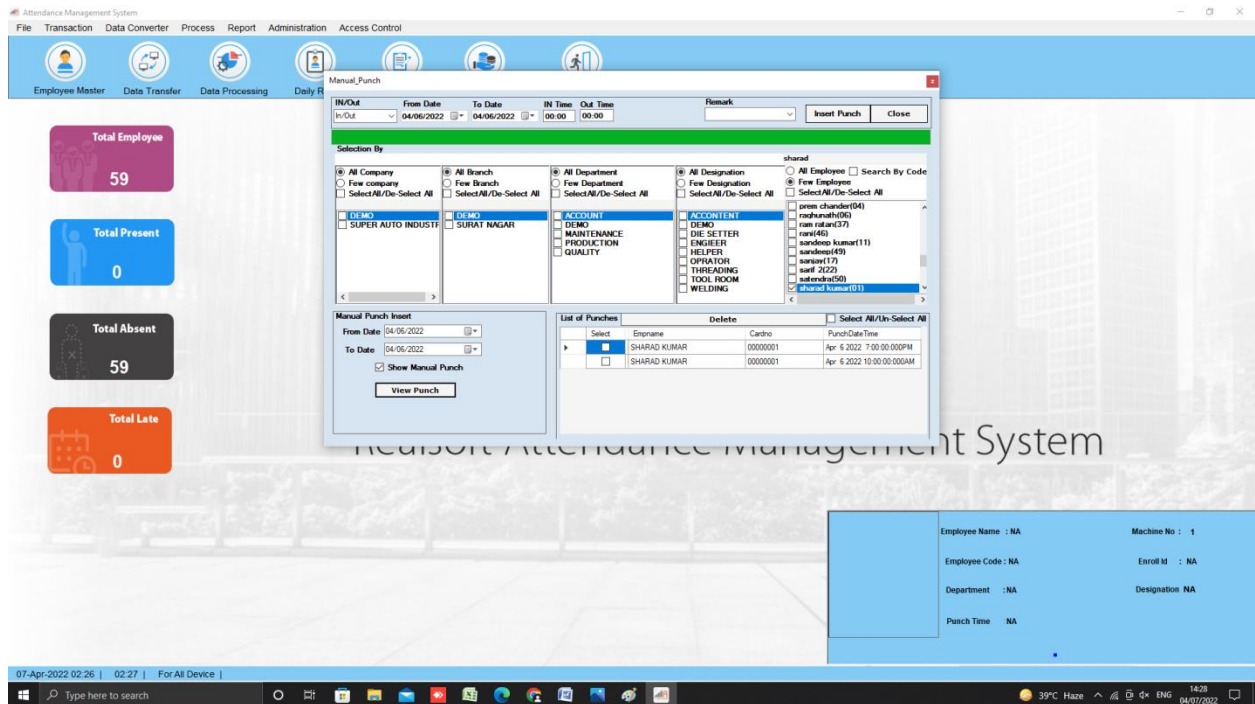 Attendance Management System
File Transaction Data Converter Process Report Administration Access Control
Employee Master Data Transfer Data Processing Daily R
Manual_Punch
x
IN/Out From Date To Date IN Time Out Time Remark
In/Out 04/06/2022 04/06/2022 00:00 00:00 Insert Punch Close
Selection By
sharad
All Company All Branch All Department All Designation All Employee Search By Code
Few company Few Branch Few Department Few Designation Few Employee
SelectAll/De-Select All SelectAll/De-Select All SelectAll/De-Select All SelectAll/De-Select All SelectAll/De-Select All
DEMO
SUPER AUTO INDUSTF
DEMO
SURAT NAGAR
ACCOUNT
DEMO
MAINTENANCE
PRODUCTION
QUALITY
ACCONTENT
DEMO
DIE SETTER
ENGIEER
HELPER
OPRATOR
THREADING
TOOL ROOM
WELDING
prem chander(04)
raghunath(06)
ram ratan(37)
rani(46)
sandeep kumar(11)
sandeep(49)
sanjay(17)
sarif 2(22)
satendra(50)
sharad kumar(01)
Manual Punch Insert
From Date 04/06/2022
To Date 04/06/2022
Show Manual Punch
View Punch
List of Punches Delete Select All/Un-Select All
Select Empname Cardno PunchDateTime
SHARAD KUMAR 00000001 Apr 6 2022 7:00:00:000PM
SHARAD KUMAR 00000001 Apr 6 2022 10:00:00:000AM
Total Employee
59
Total Present
0
Total Absent
59
Total Late
0
Realsoft Attendance Management System
Employee Name : NA Machine No : 1
Employee Code : NA Enroll Id : NA
Department :NA Designation NA
Punch Time NA
07-Apr-2022 02:26 | 02:27 | For All Device |
Type here to search
39°C Haze ENG 14:28
04/07/2022